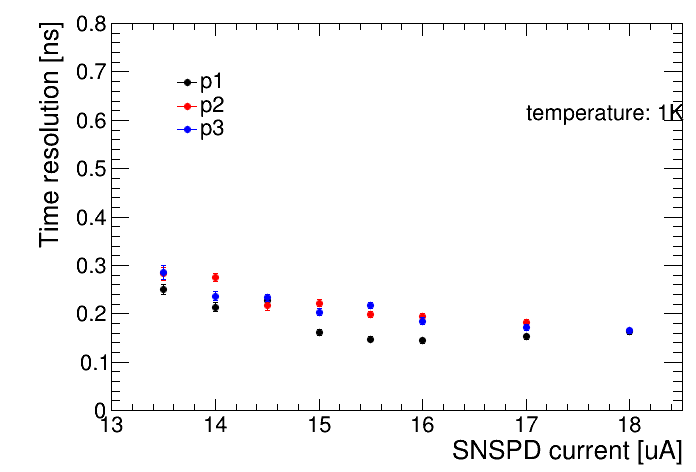 Time resolution [ns]
0.8
0.7
0.6
0.5
0.4
0.3
0.2
0.1
0
p1
p2
p3
temperature: 1K
13
14
15
16
17
18
SNSPD current [uA]